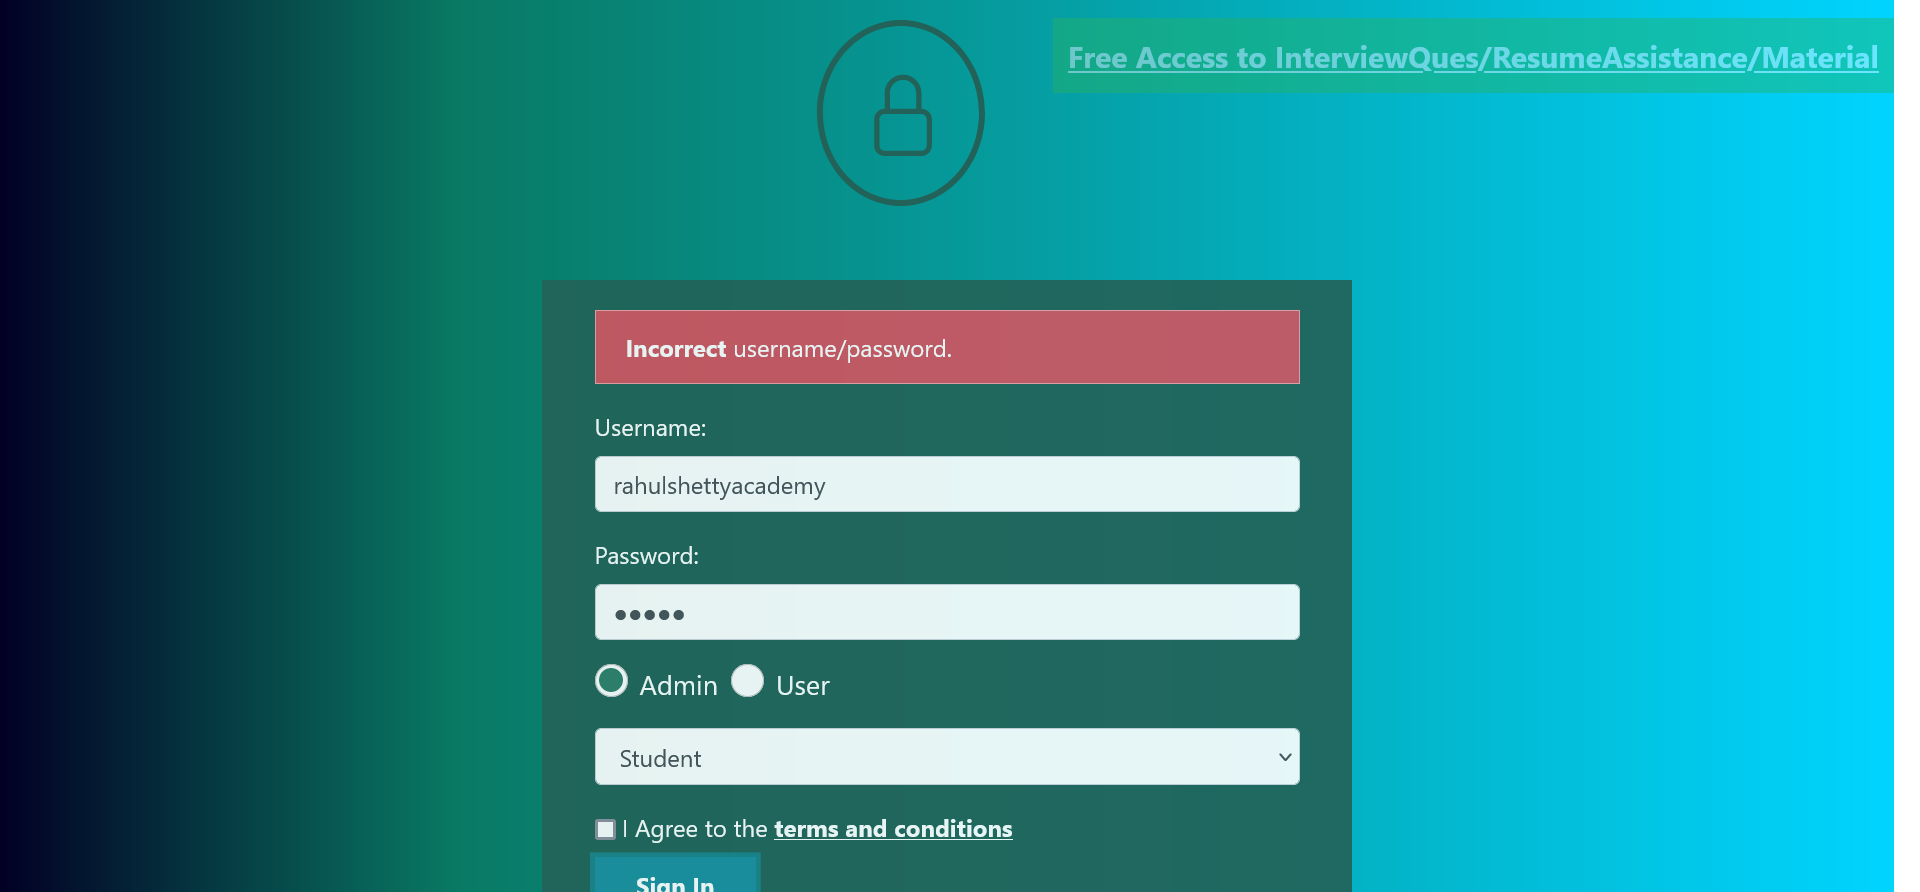 Free Access to InterviewQues/ResumeAssistance/Material
Incorrect username/password.
Username:
rahulshettyacademy
Password:
•••••
Admin User
Student
I Agree to the terms and conditions
Sign In